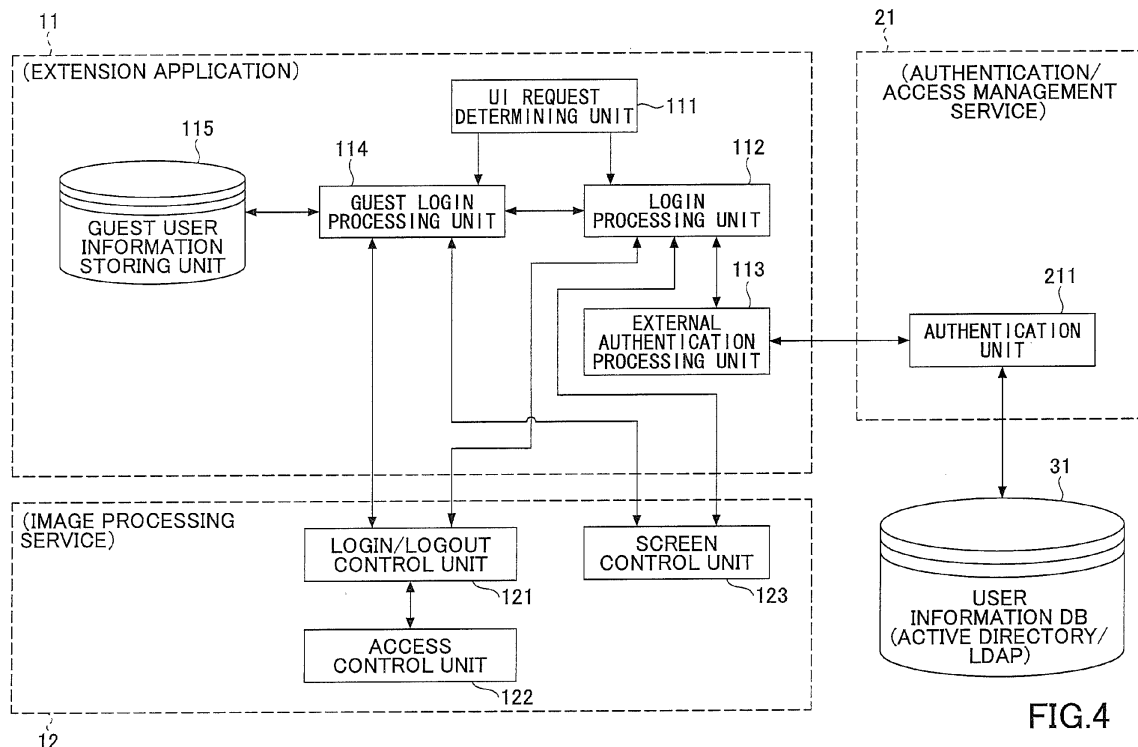 11
(EXTENSION APPLICATION)
UI REQUEST
DETERMINING UNIT
111
115
GUEST USER
INFORMATION
STORING UNIT
114
GUEST LOGIN
PROCESSING UNIT
112
LOGIN
PROCESSING UNIT
113
EXTERNAL
AUTHENTICATION
PROCESSING UNIT
21
(AUTHENTICATION/
ACCESS MANAGEMENT
SERVICE)
211
AUTHENTICATION
UNIT
31
USER
INFORMATION DB
(ACTIVE DIRECTORY/
LDAP)
(IMAGE PROCESSING
SERVICE)
LOGIN/LOGOUT
CONTROL UNIT
121
SCREEN
CONTROL UNIT
123
ACCESS
CONTROL UNIT
122
12
FIG.4